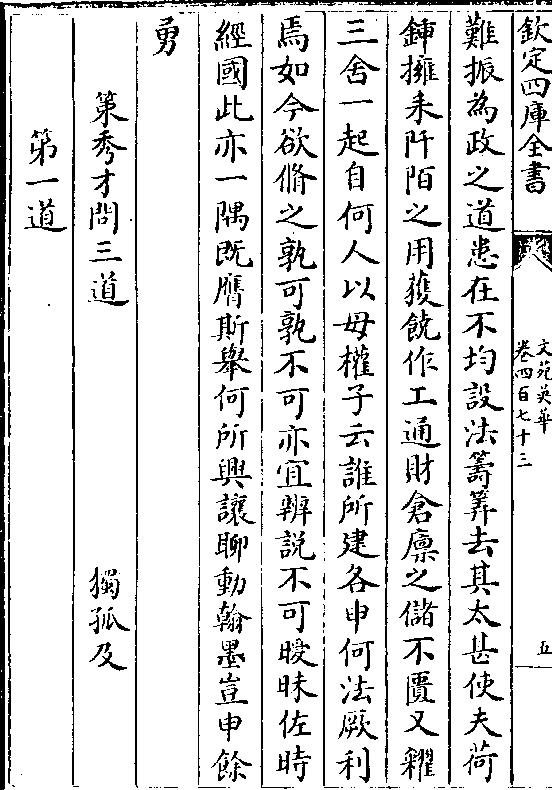 欽定四庫全書
文苑英華
卷四百七十三
五
難振為政之道患在不均設法籌筭去其太甚使夫荷
鍤擁耒阡陌之用獲饒作工通財倉廪之儲不匱又糴
三舍一起自何人以母權子云誰所建各申何法厥利
焉如今欲脩之孰可孰不可亦宜辨說不可曖昧佐時
經國此亦一隅既膺斯舉何所興讓聊動翰墨豈申餘
勇
策秀才問三道
獨孤及
第一道